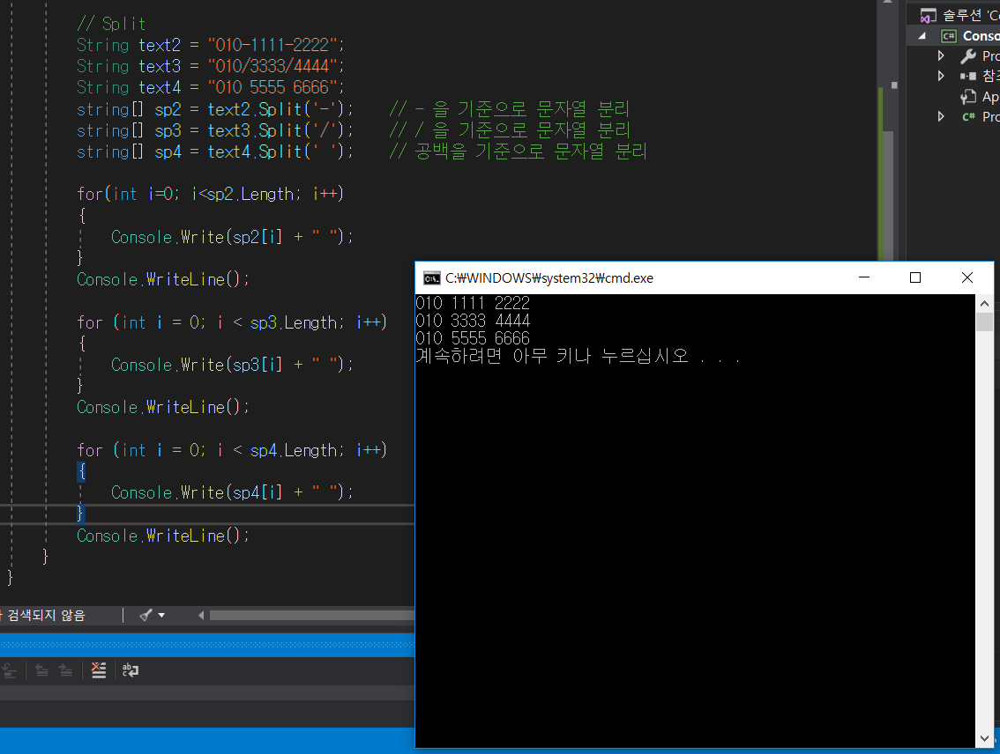 // Split
String text2 = "010-1111-2222";
String text3 = "010/3333/4444";
String text4 = "010 5555 6666";
string[] sp2 = text2.Split('-');    // - 을 기준으로 문자열 분리
string[] sp3 = text3.Split('/');    // / 을 기준으로 문자열 분리
string[] sp4 = text4.Split(' ');    // 공백을 기준으로 문자열 분리
for(int i=0; i<sp2.Length; i++)
{
Console.Write(sp2[i] + " ");
}
Console.WriteLine();
for (int i = 0; i < sp3.Length; i++)
{
Console.Write(sp3[i] + " ");
}
Console.WriteLine();
for (int i = 0; i < sp4.Length; i++)
{
Console.Write(sp4[i] + " ");
}
Console.WriteLine();
}
}
검색되지 않음
솔루션 'Co
C# Conso
Pro
참조
Ap
C# Pro
C:₩WINDOWS₩system32₩cmd.exe
010 1111 2222
010 3333 4444
010 5555 6666
계속하려면 아무 키나 누르십시오 . . .